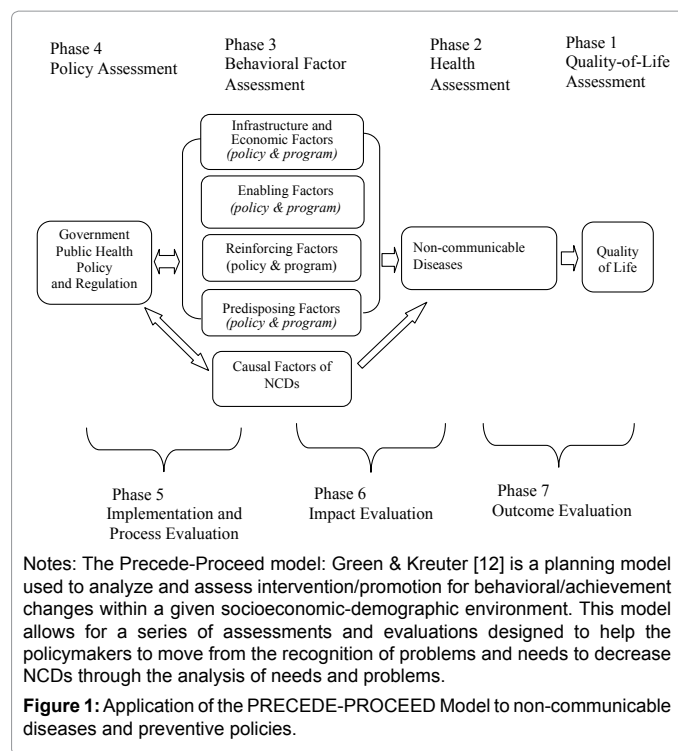 Phase 4
Policy Assessment
Phase 3
Behavioral Factor
Assessment
Phase 2
Health
Assessment
Phase 1
Quality-of-Life
Assessment
Infrastructure and
Economic Factors
(policy & program)
Enabling Factors
(policy & program)
Government
Public Health
Policy
and Regulation
Reinforcing Factors
(policy & program)
Predisposing Factors
(policy & program)
Causal Factors of
NCDs
Non-communicable
Diseases
Quality
of Life
Phase 5
Implementation and
Process Evaluation
Phase 6
Impact Evaluation
Phase 7
Outcome Evaluation
Notes: The Precede-Proceed model: Green & Kreuter [12] is a planning model
used to analyze and assess intervention/promotion for behavioral/achievement
changes within a given socioeconomic-demographic environment. This model
allows for a series of assessments and evaluations designed to help the
policymakers to move from the recognition of problems and needs to decrease
NCDs through the analysis of needs and problems.
Figure 1: Application of the PRECEDE-PROCEED Model to non-communicable
diseases and preventive policies.